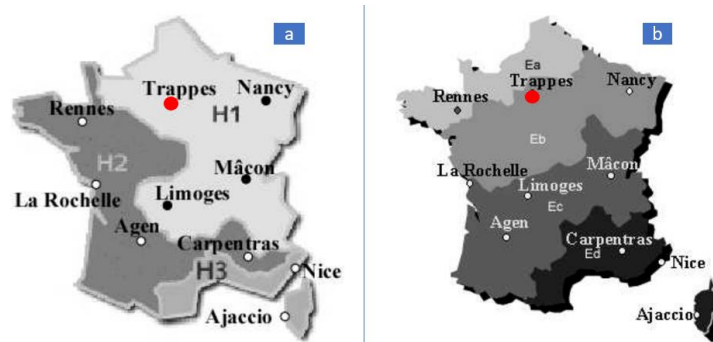 a
Trappes
Nancy
Rennes
H1
H2
Mâcon
La Rochelle
Limoges
Agen
Carpentras
H3
Nice
Ajaccio
b
Ea
Trappes
Nancy
Rennes
Eb
La Rochelle
Mâcon
Limoges
Ec
Agen
Carpentras
Ed
Nice
Ajaccio